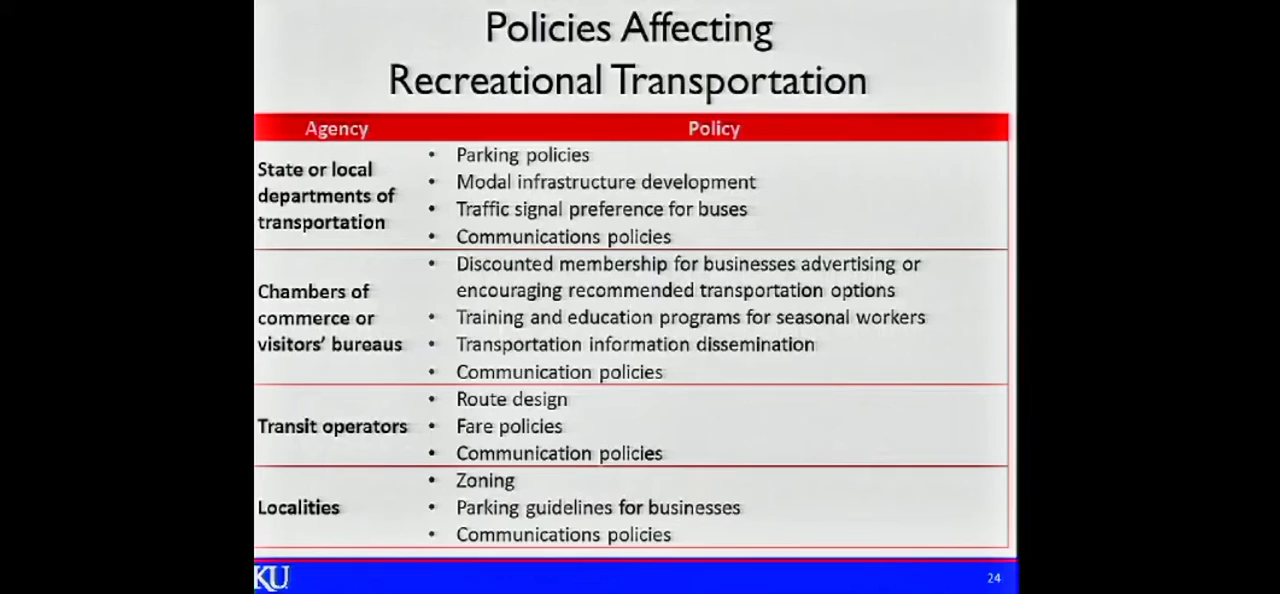 Policies Affecting
Recreational Transportation
Agency Policy
State or local
departments of
transportation
• Parking policies
• Modal infrastructure development
• Traffic signal preference for buses
• Communications policies
Chambers of
commerce or
visitors' bureaus
• Discounted membership for businesses advertising or
encouraging recommended transportation options
• Training and education programs for seasonal workers
• Transportation information dissemination
• Communication policies
Transit operators
• Route design
• Fare policies
• Communication policies
Localities
• Zoning
• Parking guidelines for businesses
• Communications policies
KU
24